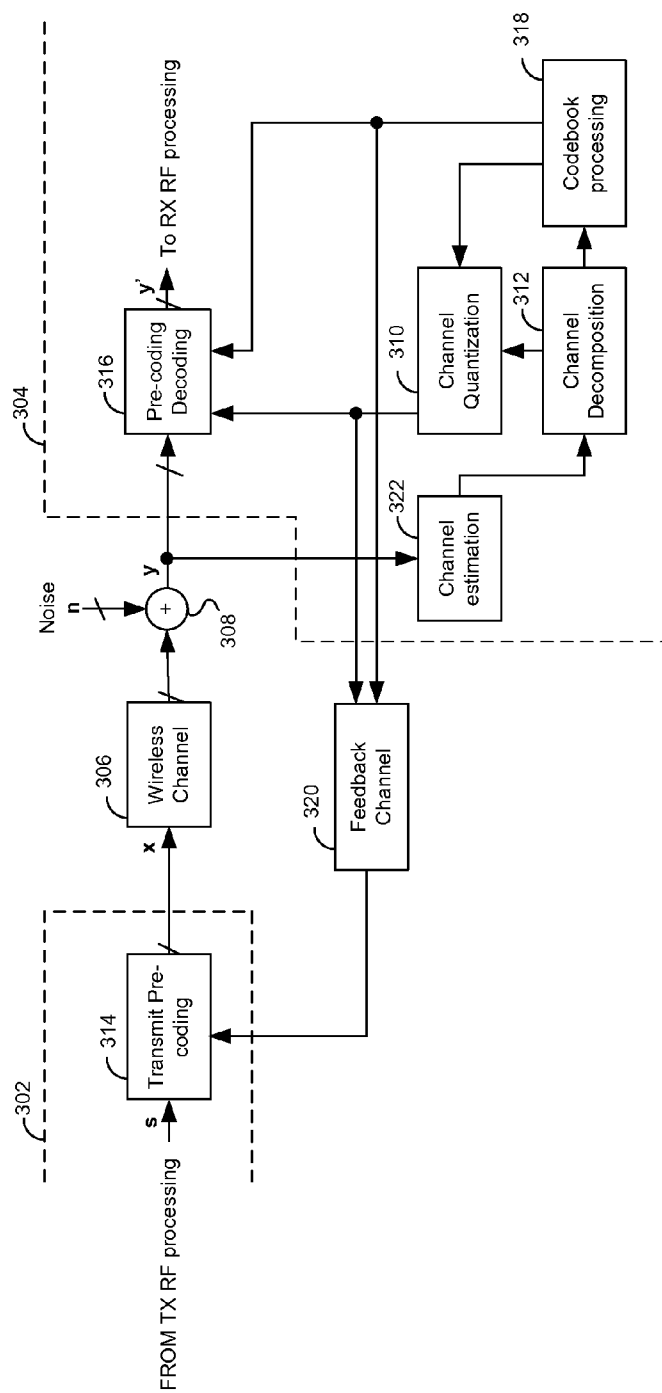 302
FROM TX RF processing
s
314
Transmit Pre-
coding
x
306
Wireless
Channel
Noise
n
+
308
y
304
316
Pre-coding
Decoding
y'
To RX RF processing
320
Feedback
Channel
322
Channel
estimation
310
Channel
Quantization
312
Channel
Decomposition
318
Codebook
processing